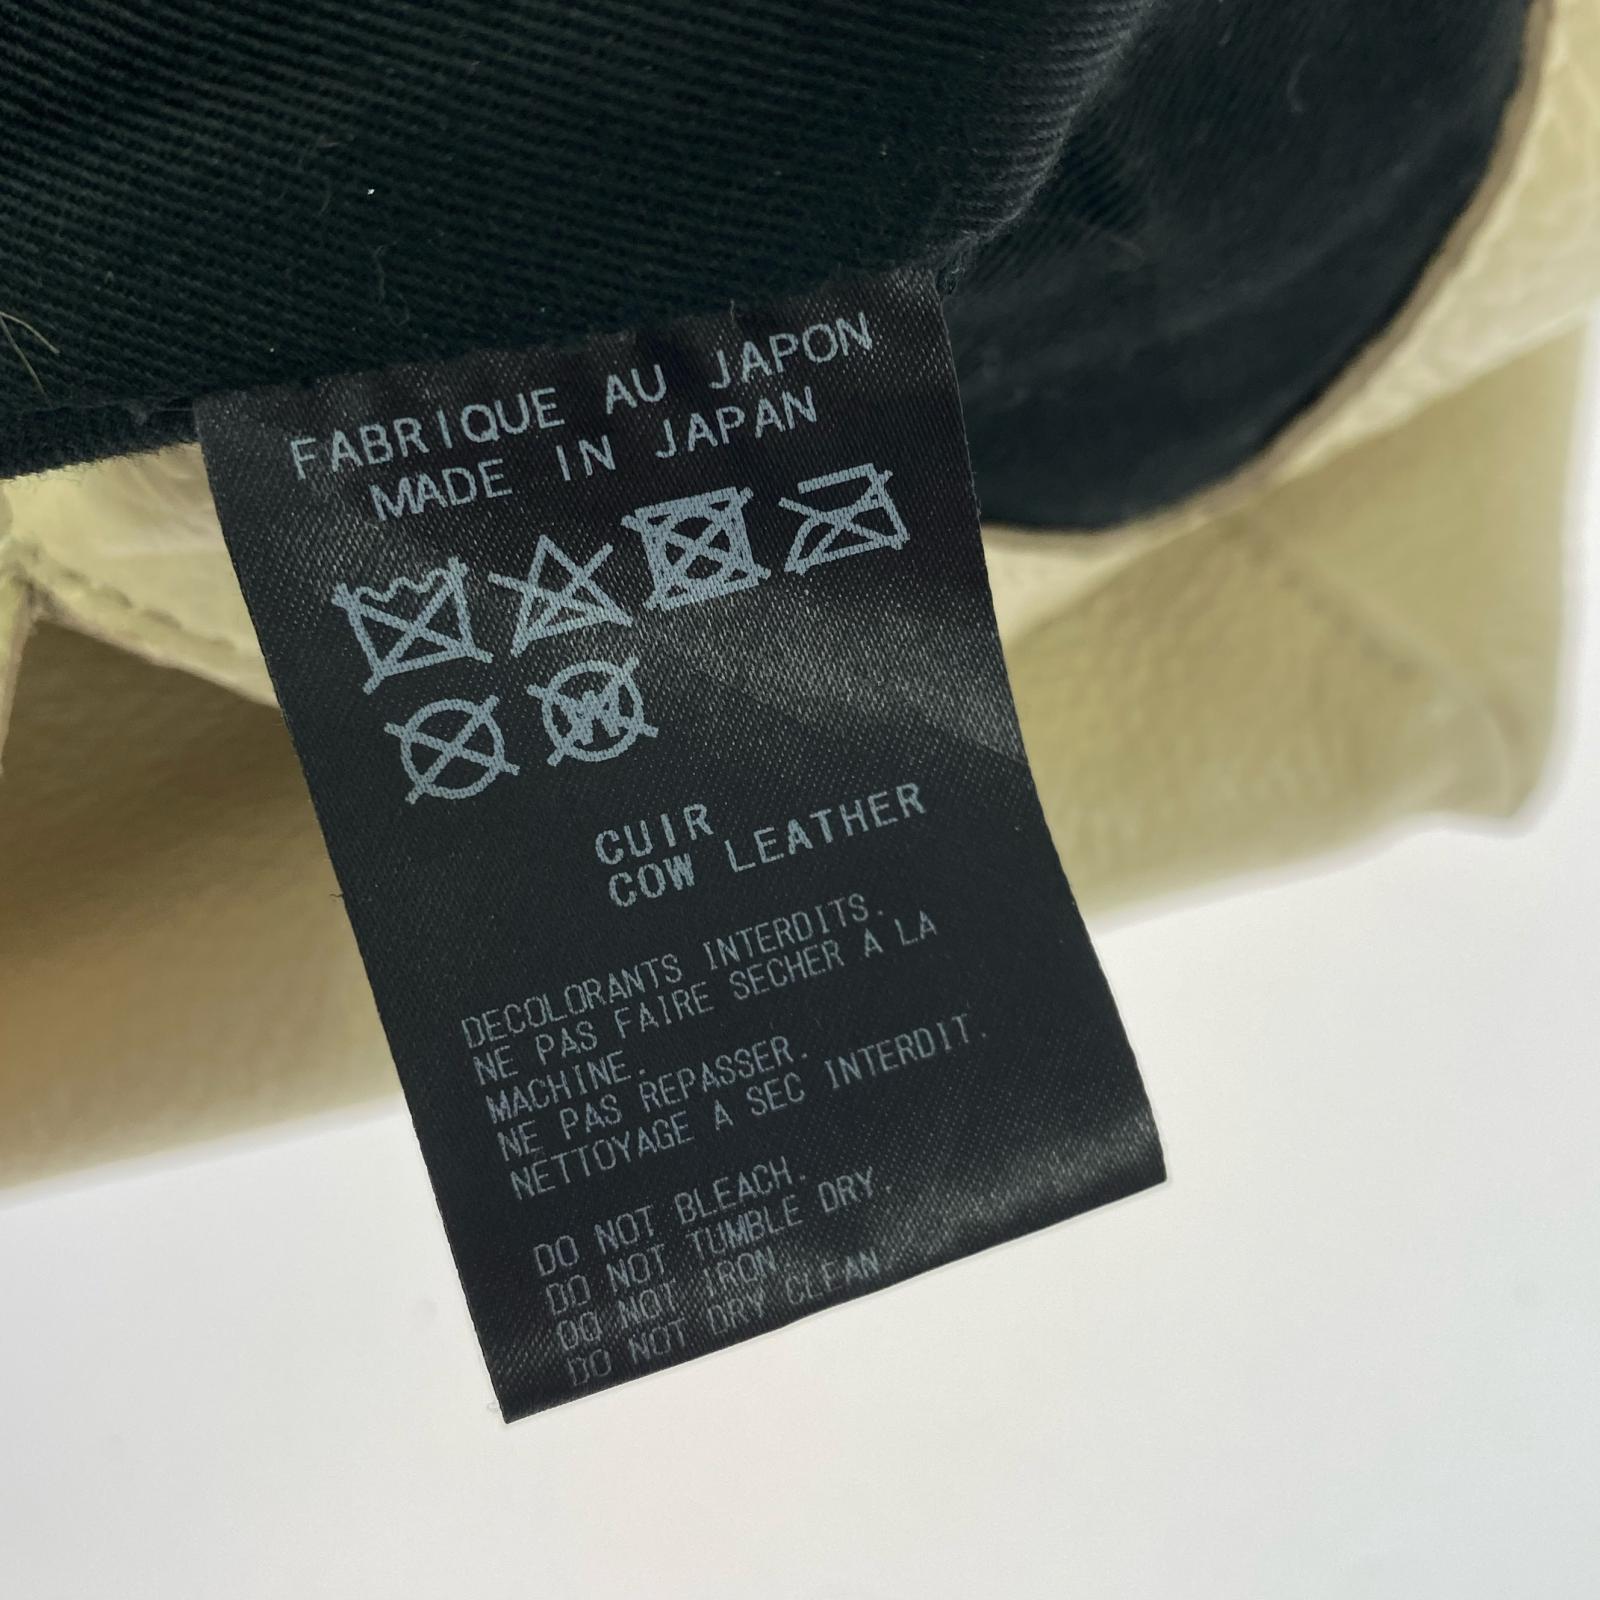 FABRIQUE AU JAPON
MADE IN JAPAN
CUIR
COW LEATHER
DECOLORANTS INTERDITS.
NE PAS FAIRE SECHER A LA
MACHINE.
NE PAS REPASSER.
NETTOYAGE A SEC INTERDIT.
DO NOT BLEACH.
DO NOT TUMBLE DRY.
DO NOT IRON.
DO NOT DRY CLEAN